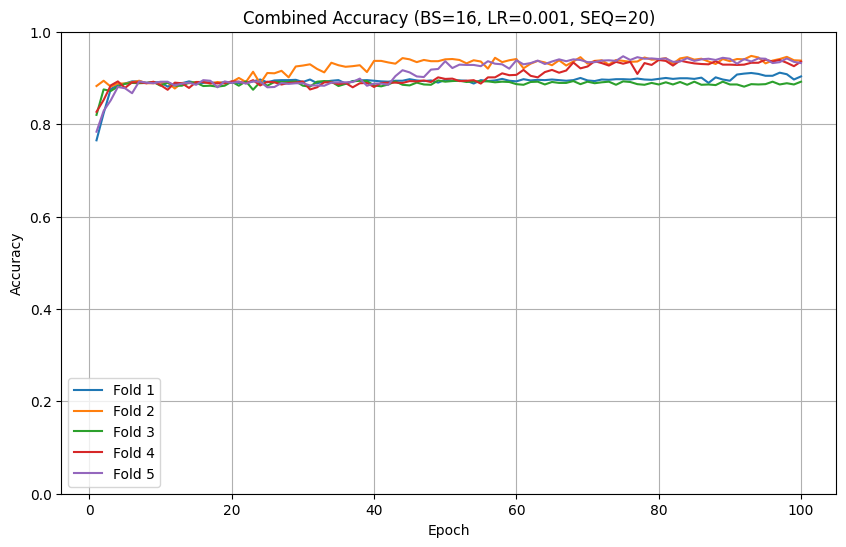 Combined Accuracy (BS=16, LR=0.001, SEQ=20)
1.0
0.8
0.6
0.4
0.2
0.0
Accuracy
Fold 1
Fold 2
Fold 3
Fold 4
Fold 5
0 20 40 60 80 100
Epoch